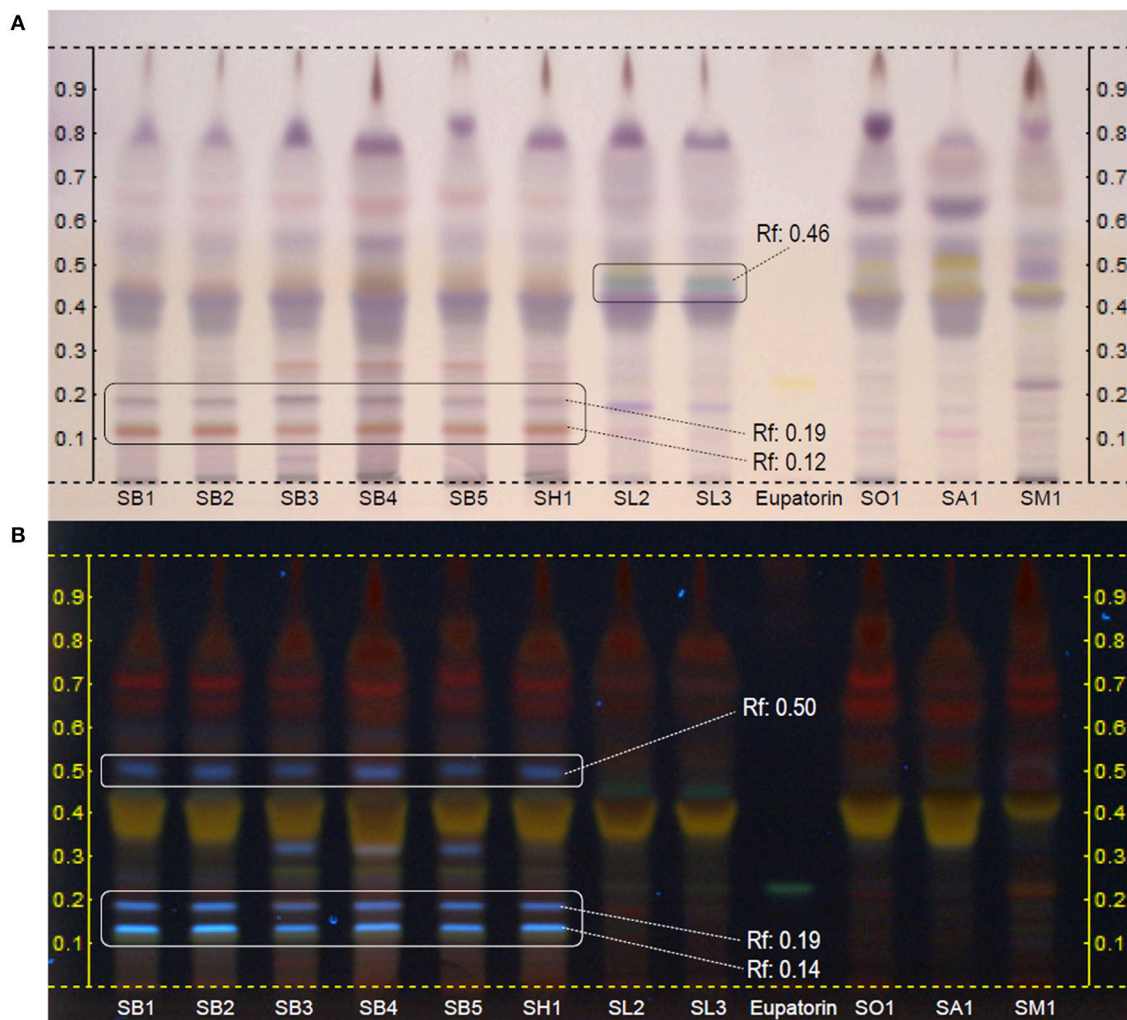 A
0.9 0.9
0.8 0.8
0.7 0.7
0.6 0.6
Rf: 0.46
0.5 0.5
0.4 0.4
0.3 0.3
0.2 0.2
Rf: 0.19
0.1 0.1
Rf: 0.12
SB1 SB2 SB3 SB4 SB5 SH1 SL2 SL3 Eupatorin SO1 SA1 SM1
B
0.9 0.9
0.8 0.8
0.7 0.7
Rf: 0.50
0.6 0.6
0.5 0.5
0.4 0.4
0.3 0.3
0.2 0.2
Rf: 0.19
0.1 0.1
Rf: 0.14
SB1 SB2 SB3 SB4 SB5 SH1 SL2 SL3 Eupatorin SO1 SA1 SM1